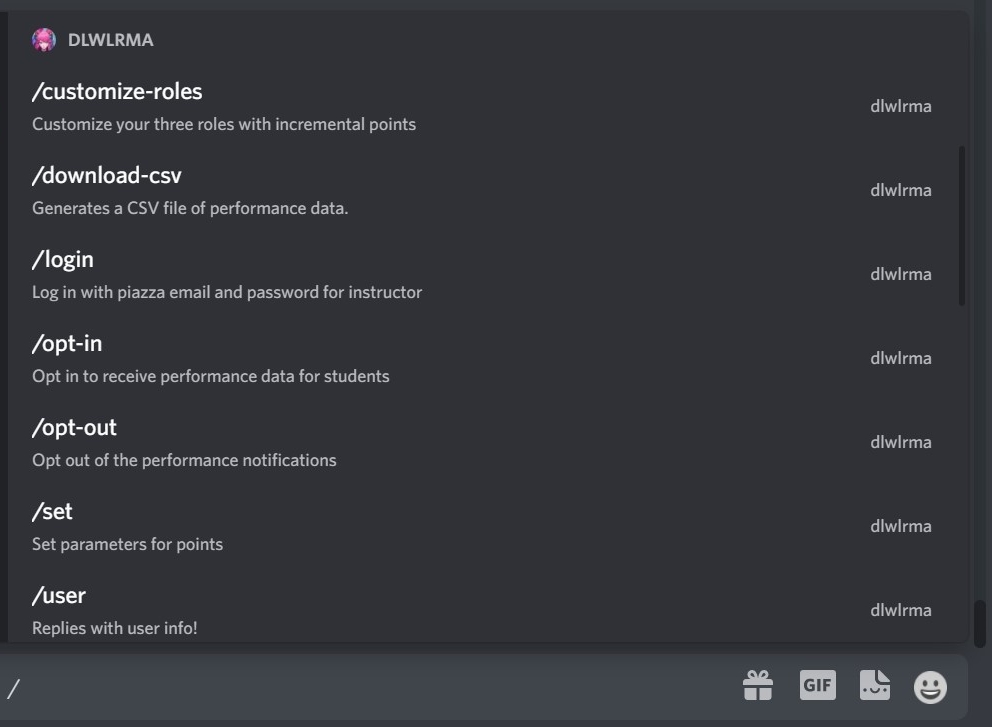 DLWLRMA
/customize-roles
Customize your three roles with incremental points
dlwlrma
/download-csv
Generates a CSV file of performance data.
dlwlrma
/login
Log in with piazza email and password for instructor
dlwlrma
/opt-in
Opt in to receive performance data for students
dlwlrma
/opt-out
Opt out of the performance notifications
dlwlrma
/set
Set parameters for points
dlwlrma
/user
Replies with user info!
dlwlrma
/
GIF